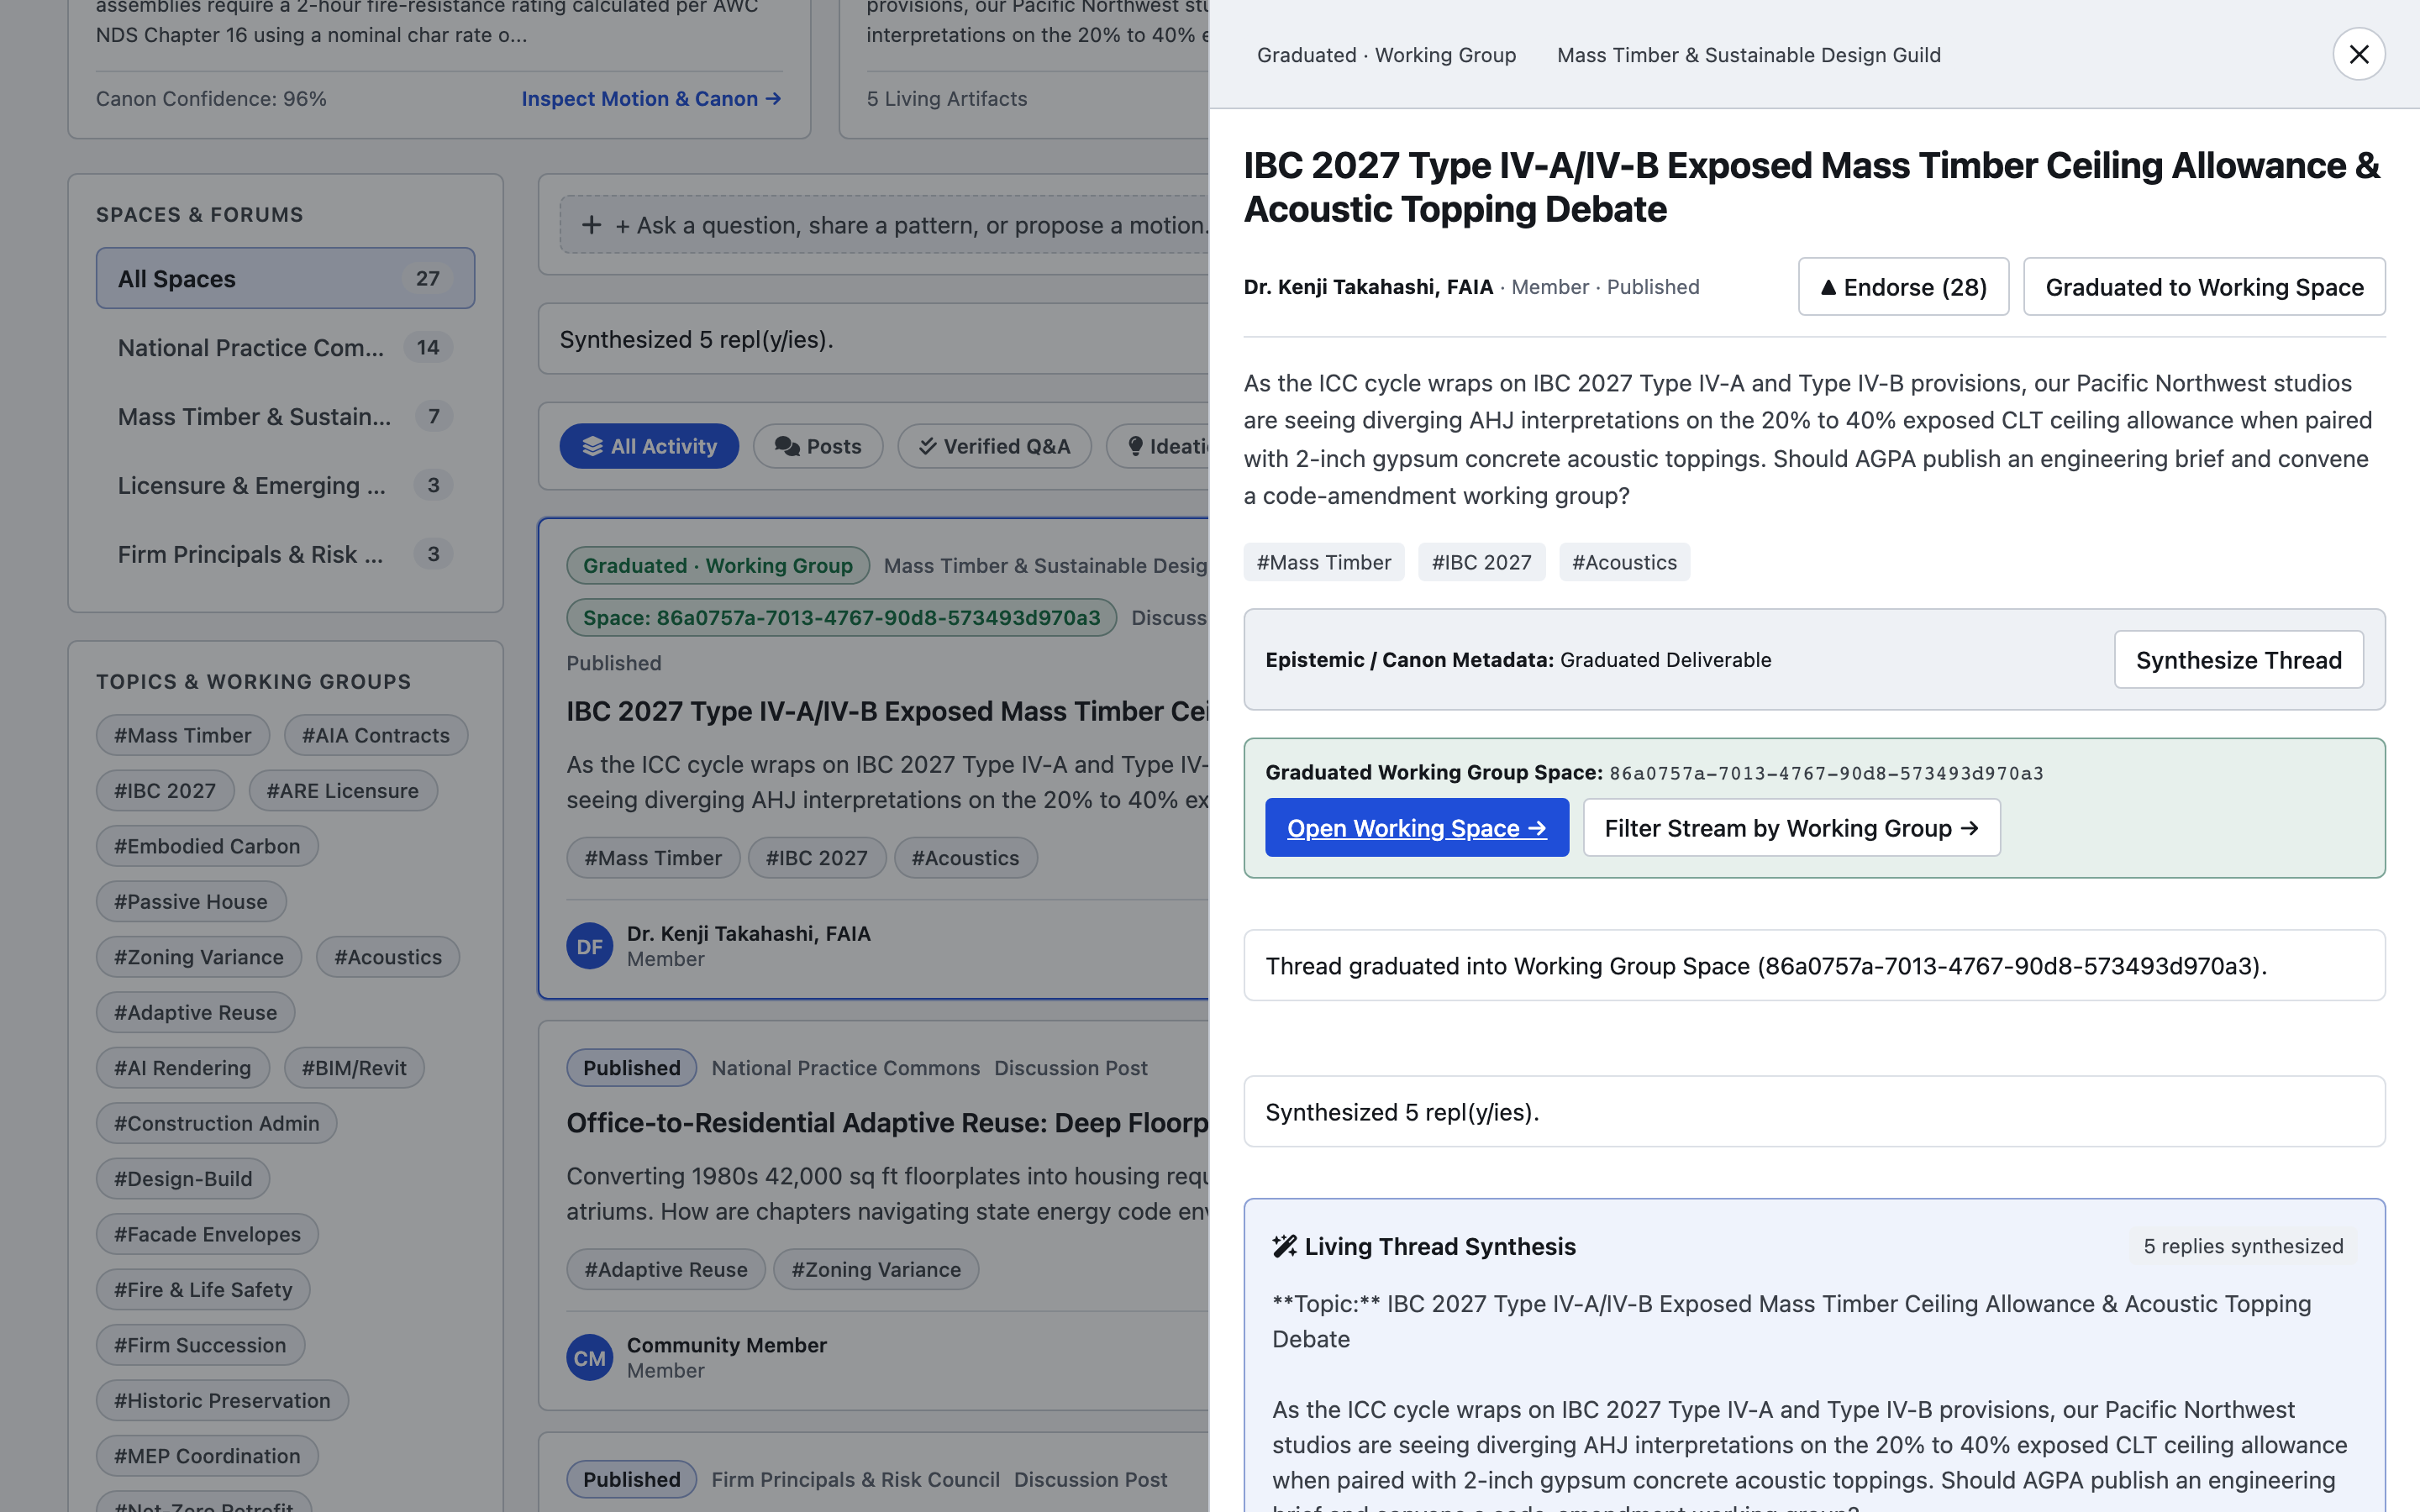 assemblies require a 2-hour fire-resistance rating calculated per AWC
NDS Chapter 16 using a nominal char rate o...
Canon Confidence: 96%
Inspect Motion & Canon →
provisions, our Pacific Northwest stu
interpretations on the 20% to 40% e
5 Living Artifacts
SPACES & FORUMS
All Spaces 27
National Practice Com... 14
Mass Timber & Sustain... 7
Licensure & Emerging ... 3
Firm Principals & Risk ... 3
TOPICS & WORKING GROUPS
#Mass Timber #AIA Contracts
#IBC 2027 #ARE Licensure
#Embodied Carbon
#Passive House
#Zoning Variance #Acoustics
#Adaptive Reuse
#AI Rendering #BIM/Revit
#Construction Admin
#Design-Build
#Facade Envelopes
#Fire & Life Safety
#Firm Succession
#Historic Preservation
#MEP Coordination
#Net-Zero Retrofit
+ + Ask a question, share a pattern, or propose a motion.
Synthesized 5 repl(y/ies).
All Activity Posts Verified Q&A Ideati
Graduated · Working Group Mass Timber & Sustainable Desig
Space: 86a0757a-7013-4767-90d8-573493d970a3 Discuss
Published
IBC 2027 Type IV-A/IV-B Exposed Mass Timber Cei
As the ICC cycle wraps on IBC 2027 Type IV-A and Type IV-
seeing diverging AHJ interpretations on the 20% to 40% ex
#Mass Timber #IBC 2027 #Acoustics
DF
Dr. Kenji Takahashi, FAIA
Member
Published National Practice Commons Discussion Post
Office-to-Residential Adaptive Reuse: Deep Floorp
Converting 1980s 42,000 sq ft floorplates into housing requ
atriums. How are chapters navigating state energy code env
#Adaptive Reuse #Zoning Variance
CM
Community Member
Member
Published Firm Principals & Risk Council Discussion Post
Graduated · Working Group Mass Timber & Sustainable Design Guild
IBC 2027 Type IV-A/IV-B Exposed Mass Timber Ceiling Allowance &
Acoustic Topping Debate
Dr. Kenji Takahashi, FAIA · Member · Published
▲ Endorse (28)
Graduated to Working Space
As the ICC cycle wraps on IBC 2027 Type IV-A and Type IV-B provisions, our Pacific Northwest studios
are seeing diverging AHJ interpretations on the 20% to 40% exposed CLT ceiling allowance when paired
with 2-inch gypsum concrete acoustic toppings. Should AGPA publish an engineering brief and convene
a code-amendment working group?
#Mass Timber #IBC 2027 #Acoustics
Epistemic / Canon Metadata: Graduated Deliverable
Synthesize Thread
Graduated Working Group Space: 86a0757a-7013-4767-90d8-573493d970a3
Open Working Space →
Filter Stream by Working Group →
Thread graduated into Working Group Space (86a0757a-7013-4767-90d8-573493d970a3).
Synthesized 5 repl(y/ies).
Living Thread Synthesis
5 replies synthesized
**Topic:** IBC 2027 Type IV-A/IV-B Exposed Mass Timber Ceiling Allowance & Acoustic Topping
Debate
As the ICC cycle wraps on IBC 2027 Type IV-A and Type IV-B provisions, our Pacific Northwest
studios are seeing diverging AHJ interpretations on the 20% to 40% exposed CLT ceiling allowance
when paired with 2-inch gypsum concrete acoustic toppings. Should AGPA publish an engineering
brief and convene a code-amendment working group?